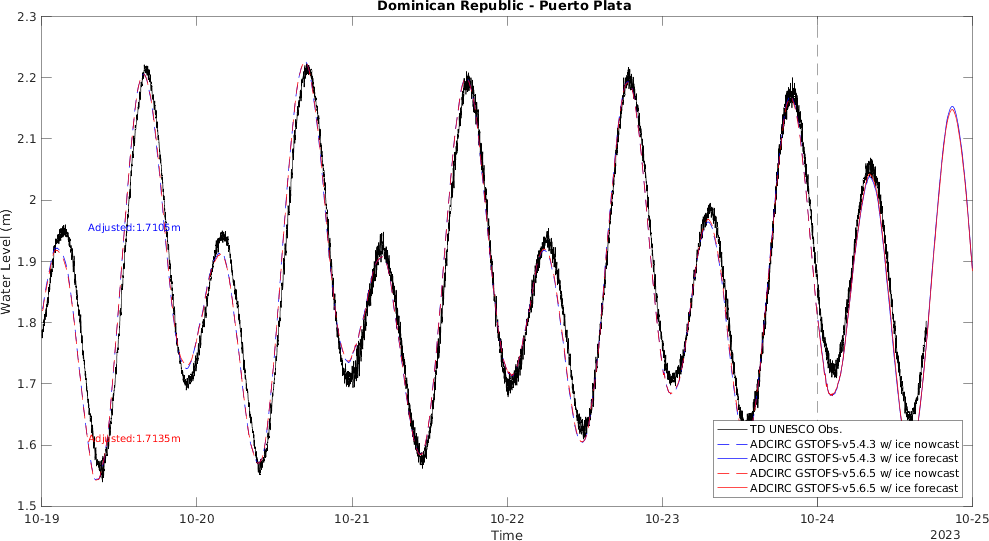 Dominican Republic - Puerto Plata
2.3
2.2
2.1
2
1.9
1.8
1.7
1.6
1.5
Water Level (m)
Adjusted:1.7105m
Adjusted:1.7135m
TD UNESCO Obs.
ADCIRC GSTOFS-v5.4.3 w/ ice nowcast
ADCIRC GSTOFS-v5.4.3 w/ ice forecast
ADCIRC GSTOFS-v5.6.5 w/ ice nowcast
ADCIRC GSTOFS-v5.6.5 w/ ice forecast
10-19 10-20 10-21 10-22 10-23 10-24 10-25
Time
2023